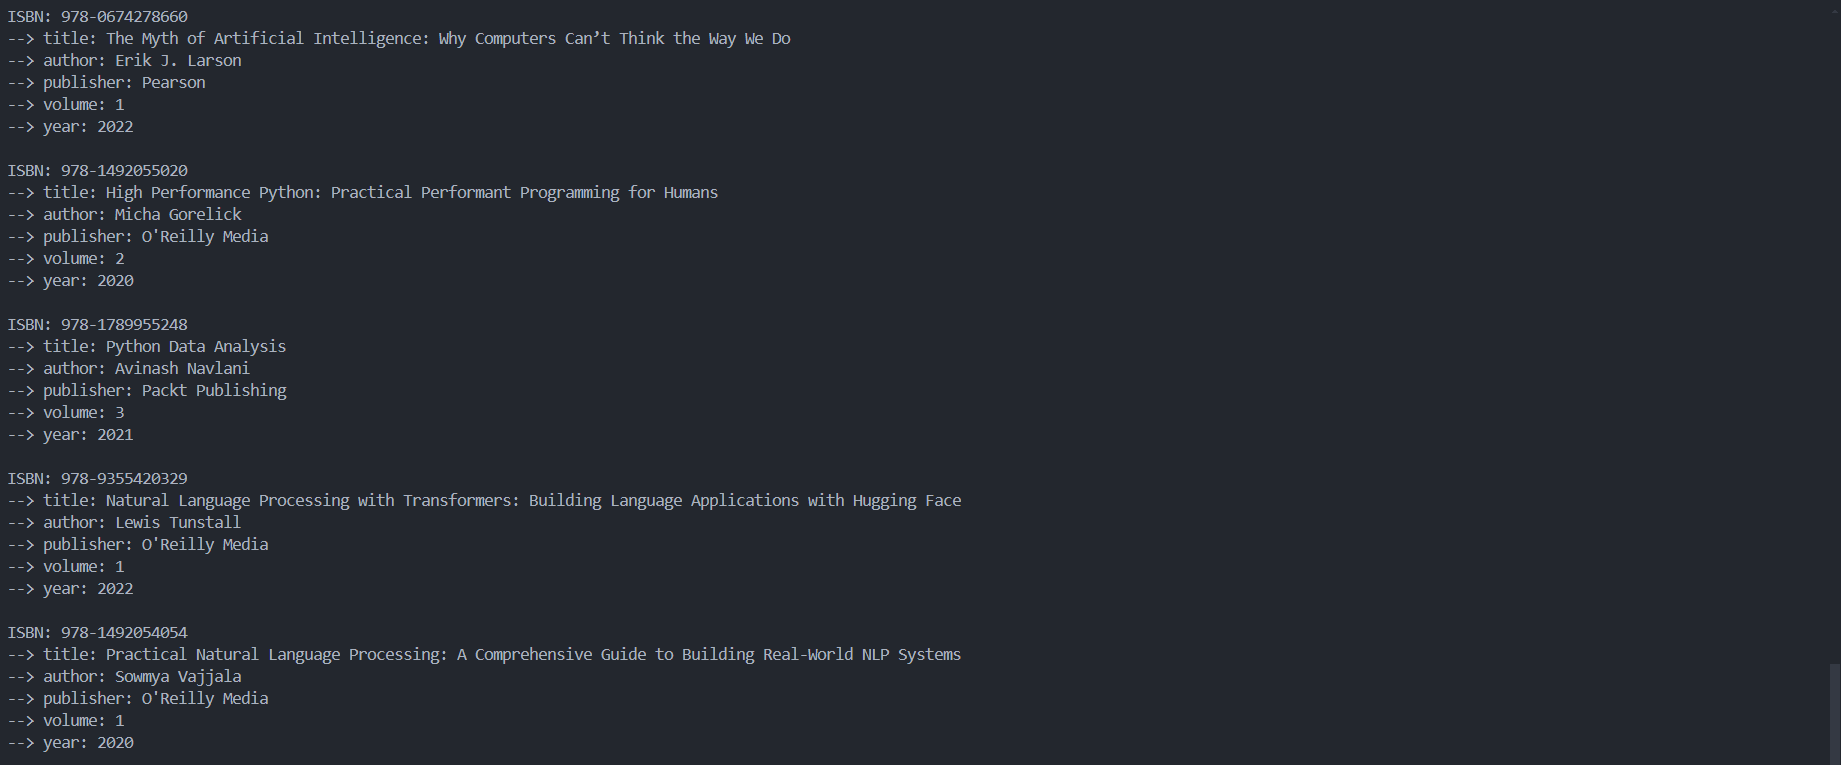 ISBN: 978-0674278660
--> title: The Myth of Artificial Intelligence: Why Computers Can’t Think the Way We Do
--> author: Erik J. Larson
--> publisher: Pearson
--> volume: 1
--> year: 2022
ISBN: 978-1492055020
--> title: High Performance Python: Practical Performant Programming for Humans
--> author: Micha Gorelick
--> publisher: O'Reilly Media
--> volume: 2
--> year: 2020
ISBN: 978-1789955248
--> title: Python Data Analysis
--> author: Avinash Navlani
--> publisher: Packt Publishing
--> volume: 3
--> year: 2021
ISBN: 978-9355420329
--> title: Natural Language Processing with Transformers: Building Language Applications with Hugging Face
--> author: Lewis Tunstall
--> publisher: O'Reilly Media
--> volume: 1
--> year: 2022
ISBN: 978-1492054054
--> title: Practical Natural Language Processing: A Comprehensive Guide to Building Real-World NLP Systems
--> author: Sowmya Vajjala
--> publisher: O'Reilly Media
--> volume: 1
--> year: 2020